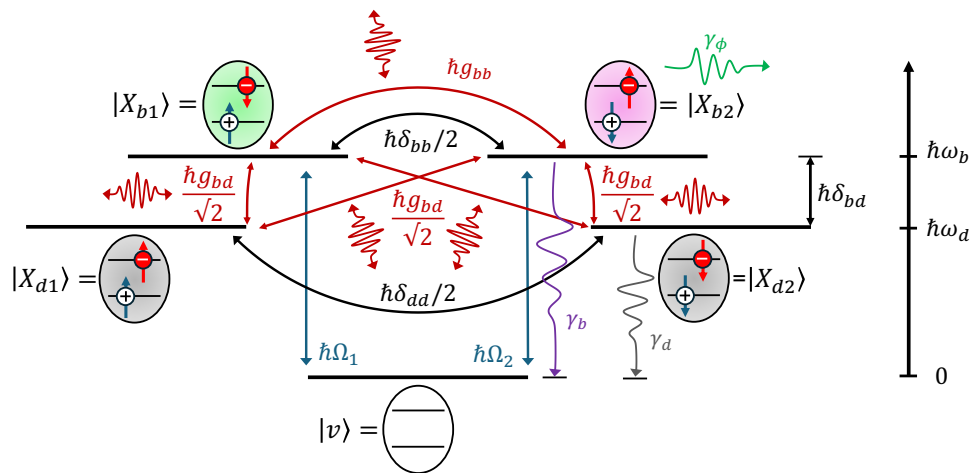 γ_ϕ
ħg_bb
|X_b1⟩ =
= |X_b2⟩
ħδ_bb/2
ħω_b
ħg_bd/√2
ħg_bd/√2
ħg_bd/√2
ħδ_bd
ħω_d
|X_d1⟩ =
=|X_d2⟩
ħδ_dd/2
γ_b
γ_d
ħΩ_1
ħΩ_2
0
|v⟩ =